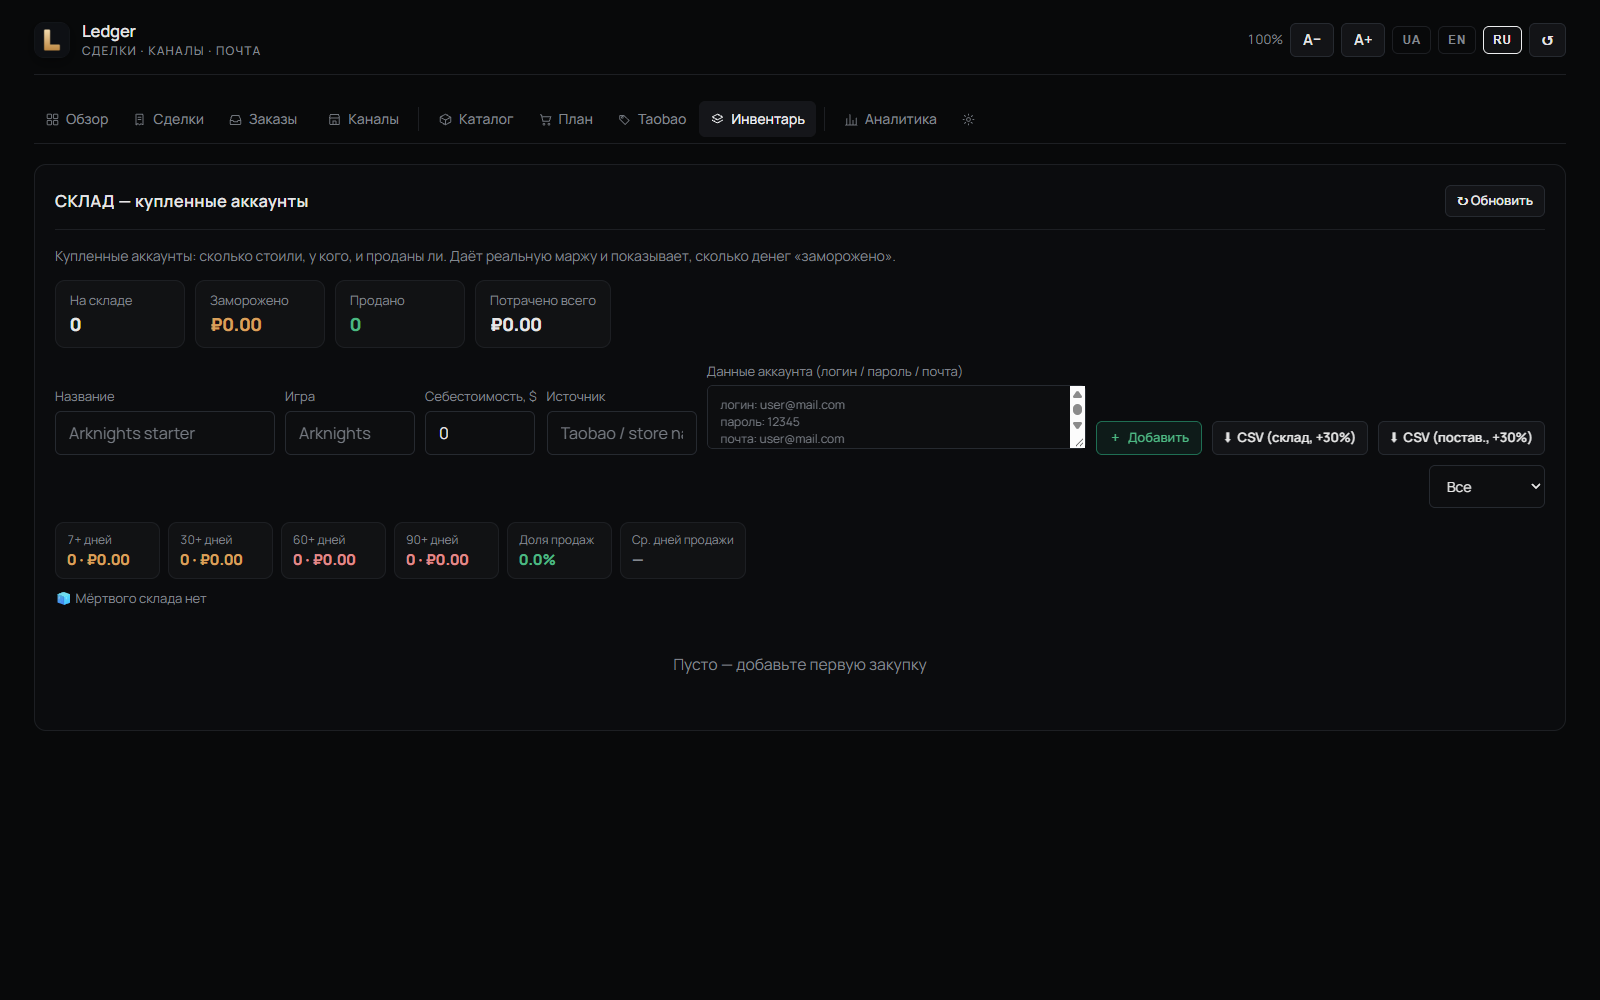 Ledger
СДЕЛКИ · КАНАЛЫ · ПОЧТА
100% A− A+ UA EN RU ↺
Обзор Сделки Заказы Каналы Каталог План Taobao Инвентарь Аналитика
СКЛАД — купленные аккаунты
↻ Обновить
Купленные аккаунты: сколько стоили, у кого, и проданы ли. Даёт реальную маржу и показывает, сколько денег «заморожено».
На складе
0
Заморожено
₽0.00
Продано
0
Потрачено всего
₽0.00
Название
Arknights starter
Игра
Arknights
Себестоимость, $
0
Источник
Taobao / store na
Данные аккаунта (логин / пароль / почта)
логин: user@mail.com
пароль: 12345
почта: user@mail.com
+ Добавить
⬇ CSV (склад, +30%)
⬇ CSV (постав., +30%)
Все
7+ дней
0 · ₽0.00
30+ дней
0 · ₽0.00
60+ дней
0 · ₽0.00
90+ дней
0 · ₽0.00
Доля продаж
0.0%
Ср. дней продажи
—
🧊 Мёртвого склада нет
Пусто — добавьте первую закупку